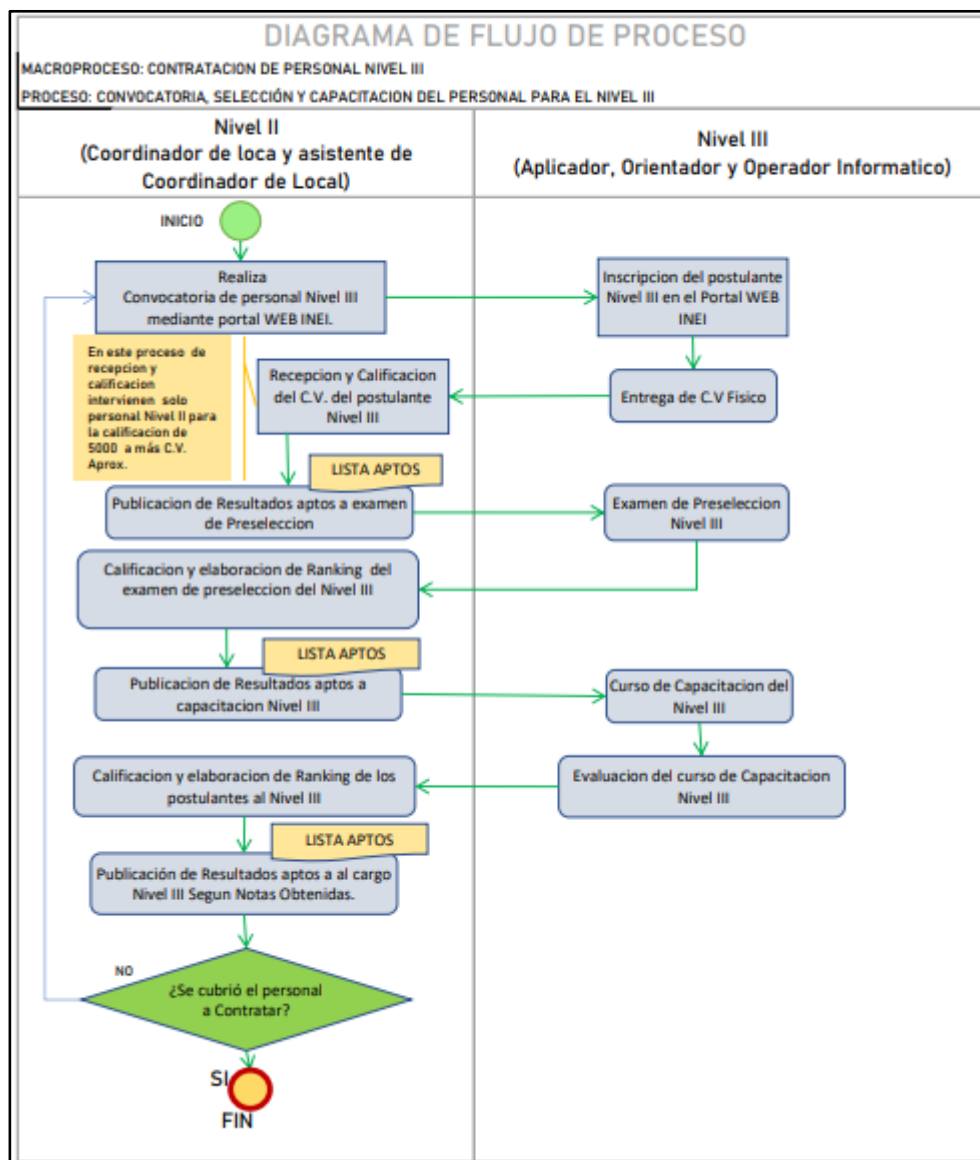 DIAGRAMA DE FLUJO DE PROCESO
MACROPROCESO: CONTRATACION DE PERSONAL NIVEL III
PROCESO: CONVOCATORIA, SELECCIÓN Y CAPACITACION DEL PERSONAL PARA EL NIVEL III
Nivel II
(Coordinador de loca y asistente de
Coordinador de Local)
Nivel III
(Aplicador, Orientador y Operador Informatico)
INICIO
Realiza
Convocatoria de personal Nivel III
mediante portal WEB INEI.
Inscripcion del postulante
Nivel III en el Portal WEB
INEI
En este proceso de
recepcion y
calificacion
intervienen solo
personal Nivel II para
la calificacion de
5000 a más C.V.
Aprox.
Recepcion y Calificacion
del C.V. del postulante
Nivel III
Entrega de C.V Fisico
LISTA APTOS
Publicacion de Resultados aptos a examen
de Preseleccion
Examen de Preseleccion
Nivel III
Calificacion y elaboracion de Ranking del
examen de preseleccion del Nivel III
LISTA APTOS
Publicacion de Resultados aptos a
capacitacion Nivel III
Curso de Capacitacion del
Nivel III
Calificacion y elaboracion de Ranking de los
postulantes al Nivel III
Evaluacion del curso de Capacitacion
Nivel III
LISTA APTOS
Publicación de Resultados aptos a al cargo
Nivel III Segun Notas Obtenidas.
NO
¿Se cubrió el personal
a Contratar?
SI
FIN